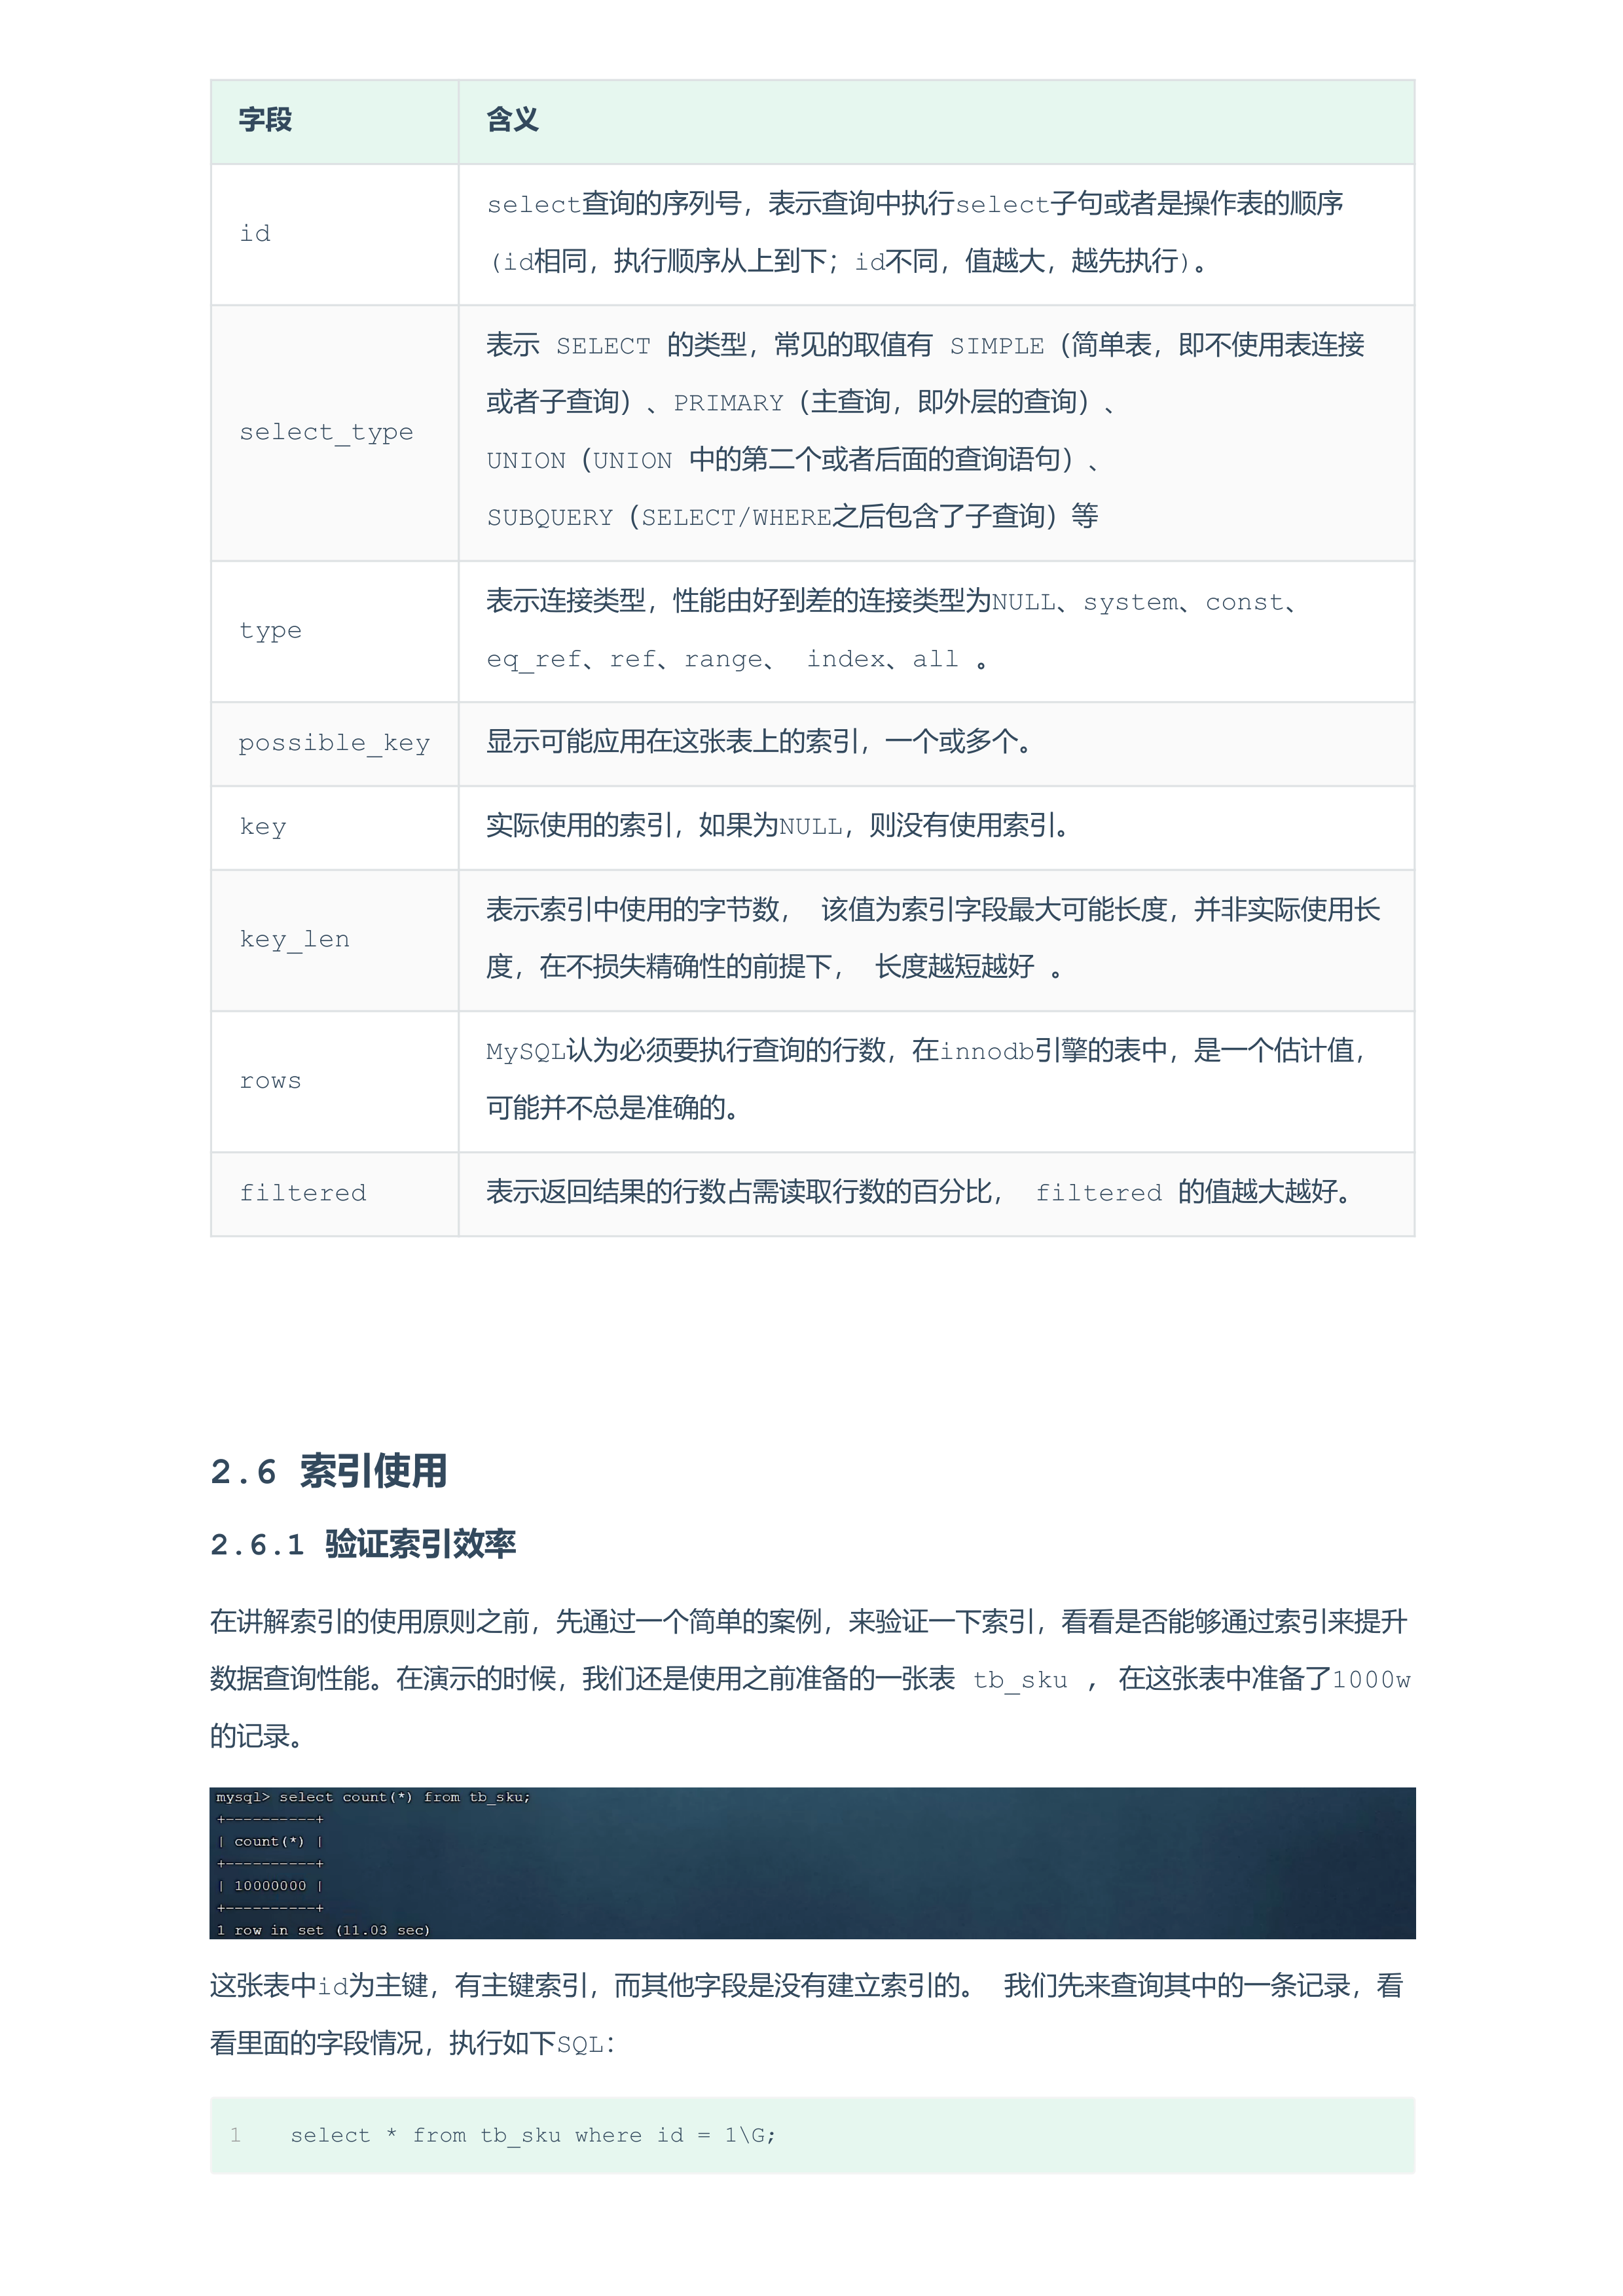 字段
含义
id
select查询的序列号，表示查询中执行select子句或者是操作表的顺序
(id相同，执行顺序从上到下；id不同，值越大，越先执行)。
select_type
表示 SELECT 的类型，常见的取值有 SIMPLE（简单表，即不使用表连接
或者子查询）、PRIMARY（主查询，即外层的查询）、
UNION（UNION 中的第二个或者后面的查询语句）、
SUBQUERY（SELECT/WHERE之后包含了子查询）等
type
表示连接类型，性能由好到差的连接类型为NULL、system、const、
eq_ref、ref、range、 index、all 。
possible_key
显示可能应用在这张表上的索引，一个或多个。
key
实际使用的索引，如果为NULL，则没有使用索引。
key_len
表示索引中使用的字节数， 该值为索引字段最大可能长度，并非实际使用长
度，在不损失精确性的前提下， 长度越短越好 。
rows
MySQL认为必须要执行查询的行数，在innodb引擎的表中，是一个估计值，
可能并不总是准确的。
filtered
表示返回结果的行数占需读取行数的百分比， filtered 的值越大越好。
2.6 索引使用
2.6.1 验证索引效率
在讲解索引的使用原则之前，先通过一个简单的案例，来验证一下索引，看看是否能够通过索引来提升
数据查询性能。在演示的时候，我们还是使用之前准备的一张表 tb_sku , 在这张表中准备了1000w
的记录。
mysql> select count(*) from tb_sku;
+----------+
| count(*) |
+----------+
| 10000000 |
+----------+
1 row in set (11.03 sec)
这张表中id为主键，有主键索引，而其他字段是没有建立索引的。 我们先来查询其中的一条记录，看
看里面的字段情况，执行如下SQL：
1 select * from tb_sku where id = 1\G;